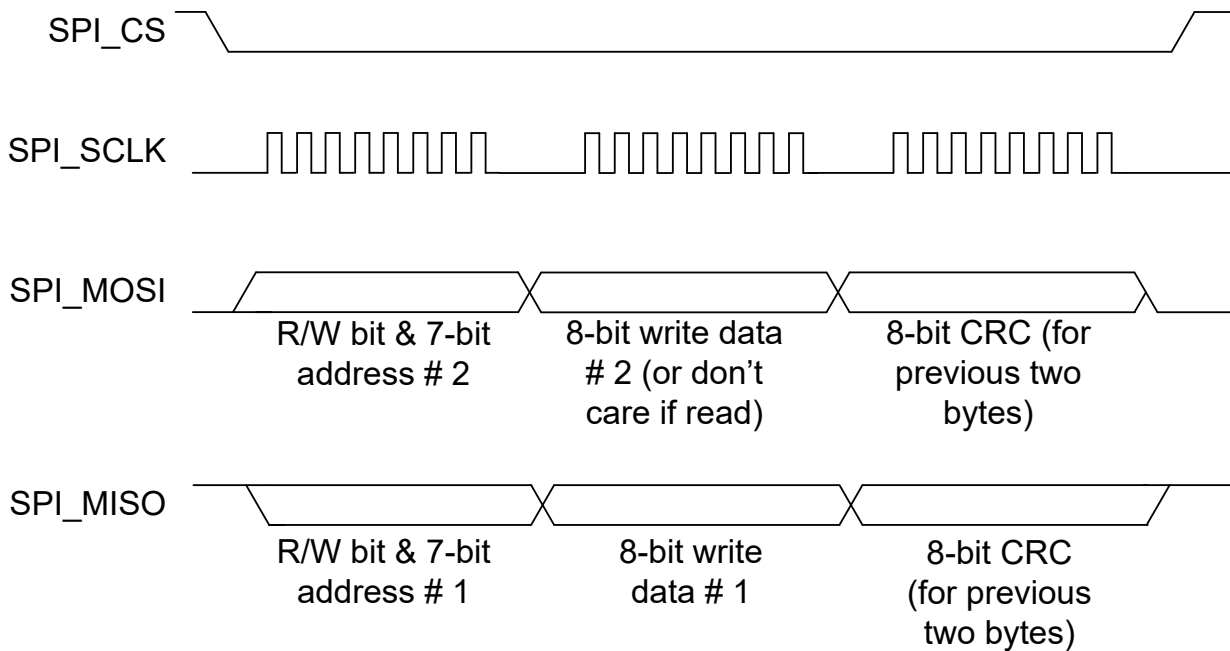 SPI_CS
SPI_SCLK
SPI_MOSI
R/W bit & 7-bit
address # 2
8-bit write data
# 2 (or don’t
care if read)
8-bit CRC (for
previous two
bytes)
SPI_MISO
R/W bit & 7-bit
address # 1
8-bit write
data # 1
8-bit CRC
(for previous
two bytes)